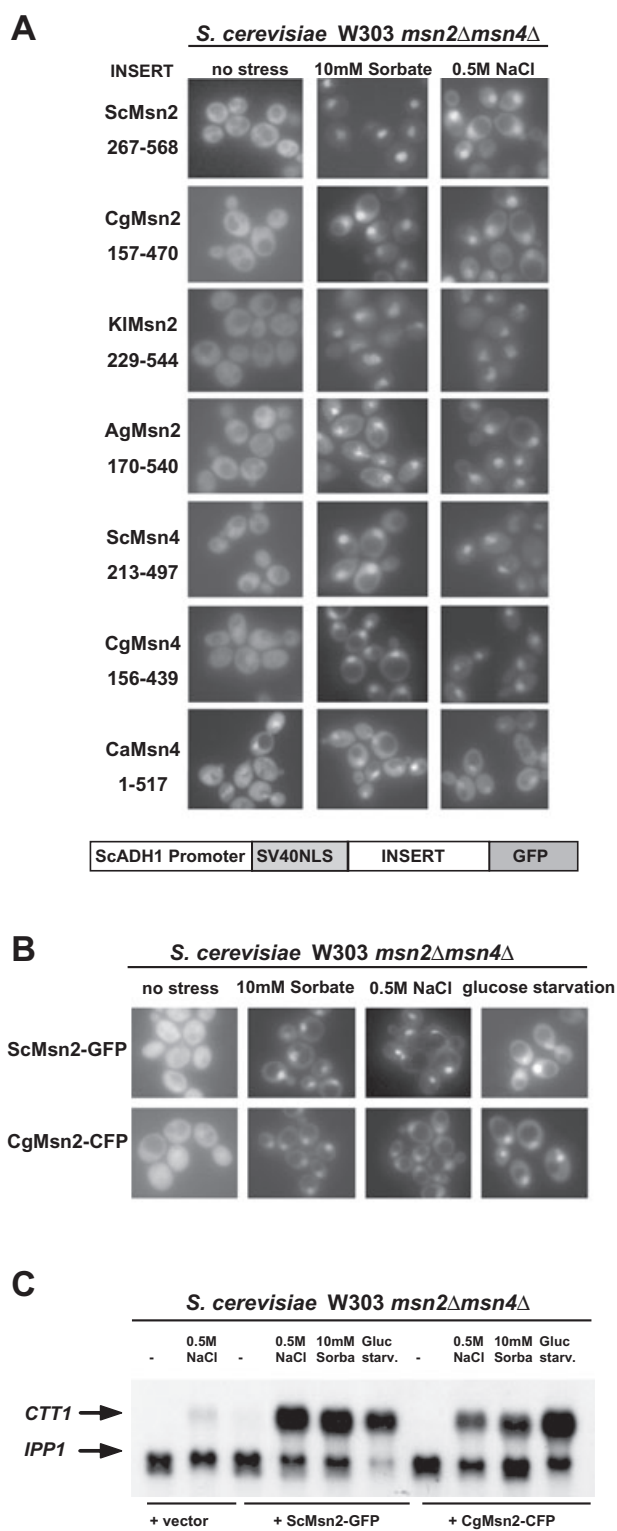 A
S. cerevisiae W303 msn2Δmsn4Δ
INSERT no stress 10mM Sorbate 0.5M NaCl
ScMsn2
267-568
CgMsn2
157-470
KlMsn2
229-544
AgMsn2
170-540
ScMsn4
213-497
CgMsn4
156-439
CaMsn4
1-517
ScADH1 Promoter SV40NLS INSERT GFP
B
S. cerevisiae W303 msn2Δmsn4Δ
no stress 10mM Sorbate 0.5M NaCl glucose starvation
ScMsn2-GFP
CgMsn2-CFP
C
S. cerevisiae W303 msn2Δmsn4Δ
0.5M 0.5M 10mM Gluc 0.5M 10mM Gluc
- NaCl - NaCl Sorba starv. - NaCl Sorba starv.
CTT1
IPP1
+ vector + ScMsn2-GFP + CgMsn2-CFP